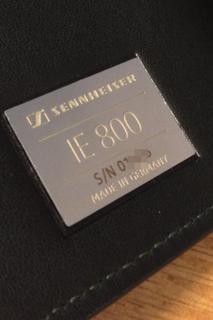 SENNHEISER
IE 800
S/N 0
MADE IN GERMANY